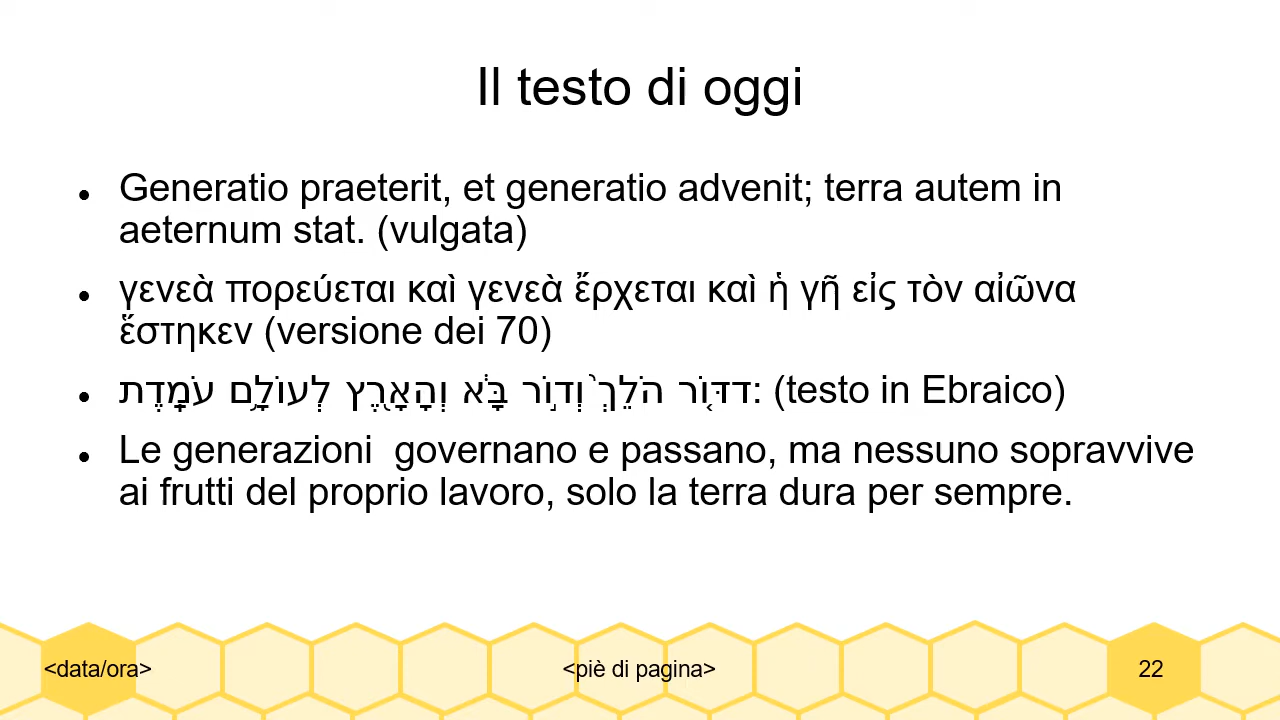 Il testo di oggi
Generatio praeterit, et generatio advenit; terra autem in
aeternum stat. (vulgata)
γενεὰ πορεύεται καὶ γενεὰ ἔρχεται καὶ ἡ γῆ εἰς τὸν αἰῶνα
ἕστηκεν (versione dei 70)
דדּ֤וֹר הֹלֵךְ֙ וְד֣וֹר בָּ֔א וְהָאָ֖רֶץ לְעוֹלָ֥ם עֹמָֽדֶת: (testo in Ebraico)
Le generazioni  governano e passano, ma nessuno sopravvive
ai frutti del proprio lavoro, solo la terra dura per sempre.
<data/ora>
<piè di pagina>
22